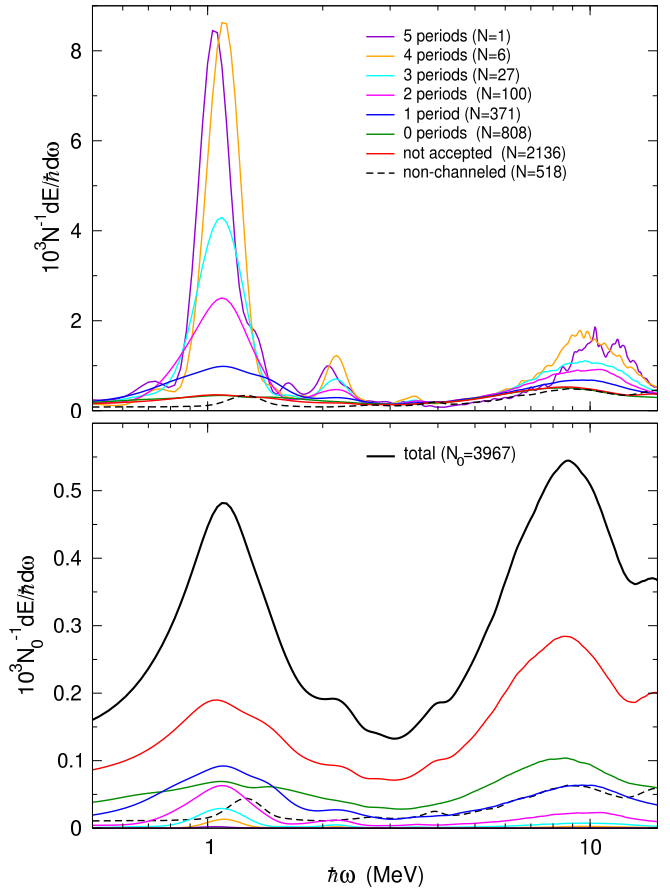 8
6
4
2
0
10³N⁻¹dE/ℏdω
5 periods (N=1)
4 periods (N=6)
3 periods (N=27)
2 periods (N=100)
1 period (N=371)
0 periods (N=808)
not accepted (N=2136)
non-channeled (N=518)
total (N₀=3967)
0.5
0.4
0.3
0.2
0.1
0
10³N₀⁻¹dE/ℏdω
1
10
ℏω (MeV)